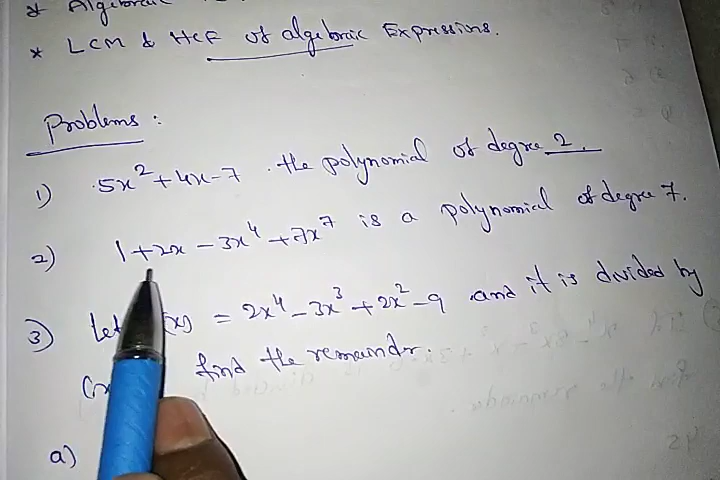 * Algebraic
* LCM & HCF of algebraic Expressions.
Problems :
1) 5x² + 4x - 7 . the polynomial of degree 2.
2) 1 + 2x - 3x⁴ + 7x⁷ is a polynomial of degree 7.
3) Let (x) = 2x⁴ - 3x³ + 2x² - 9 and it is divided by
find the remainder.
a)